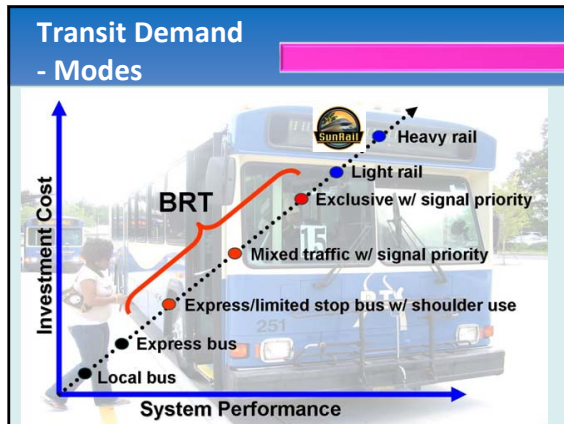 Transit Demand
- Modes
SunRail
Heavy rail
Light rail
BRT
Exclusive w/ signal priority
15
Mixed traffic w/ signal priority
Express/limited stop bus w/ shoulder use
251
Express bus
Local bus
Investment Cost
System Performance